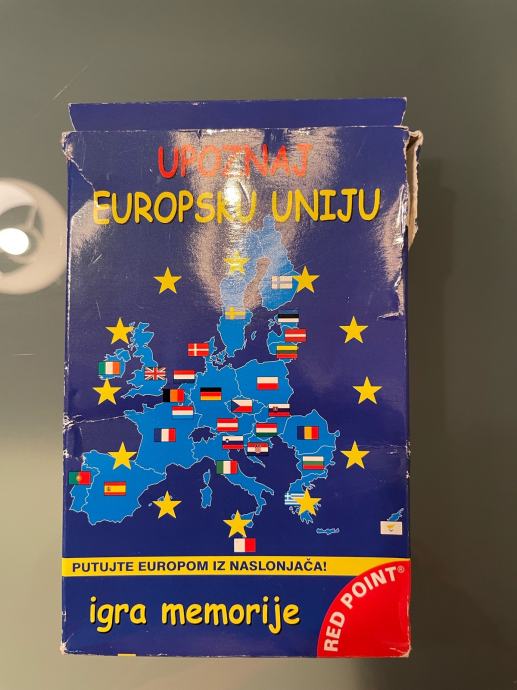 UPOZNAJ
EUROPSKU UNIJU
PUTUJTE EUROPOM IZ NASLONJAČA!
igra memorije
RED POINT®